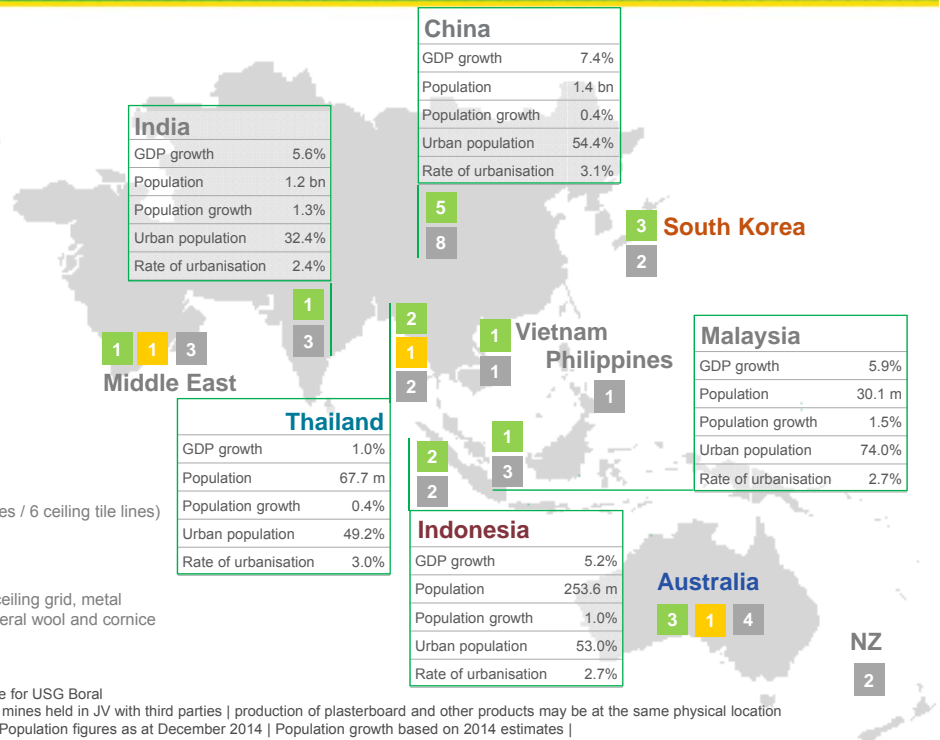 China
GDP growth 7.4%
Population 1.4 bn
Population growth 0.4%
Urban population 54.4%
Rate of urbanisation 3.1%
5
8
India
GDP growth 5.6%
Population 1.2 bn
Population growth 1.3%
Urban population 32.4%
Rate of urbanisation 2.4%
1
3
3 South Korea
2
1 1 3
Middle East
2
1
2
1 Vietnam
1
Philippines
1
Malaysia
GDP growth 5.9%
Population 30.1 m
Population growth 1.5%
Urban population 74.0%
Rate of urbanisation 2.7%
Thailand
GDP growth 1.0%
Population 67.7 m
Population growth 0.4%
Urban population 49.2%
Rate of urbanisation 3.0%
1
3
2
2
Indonesia
GDP growth 5.2%
Population 253.6 m
Population growth 1.0%
Urban population 53.0%
Rate of urbanisation 2.7%
Australia
3 1 4
NZ
2
es / 6 ceiling tile lines)
ceiling grid, metal
eral wool and cornice
e for USG Boral
mines held in JV with third parties | production of plasterboard and other products may be at the same physical location
Population figures as at December 2014 | Population growth based on 2014 estimates |